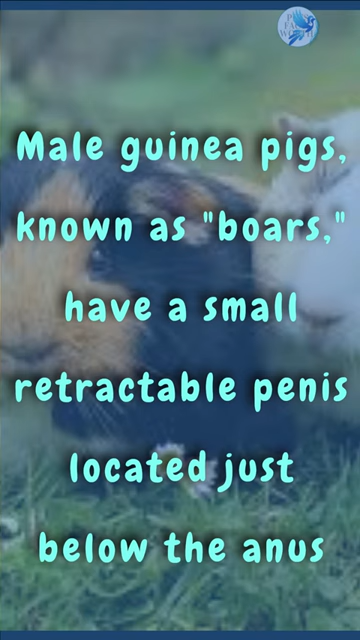 Male guinea pigs,
known as "boars,"
have a small
retractable penis
located just
below the anus